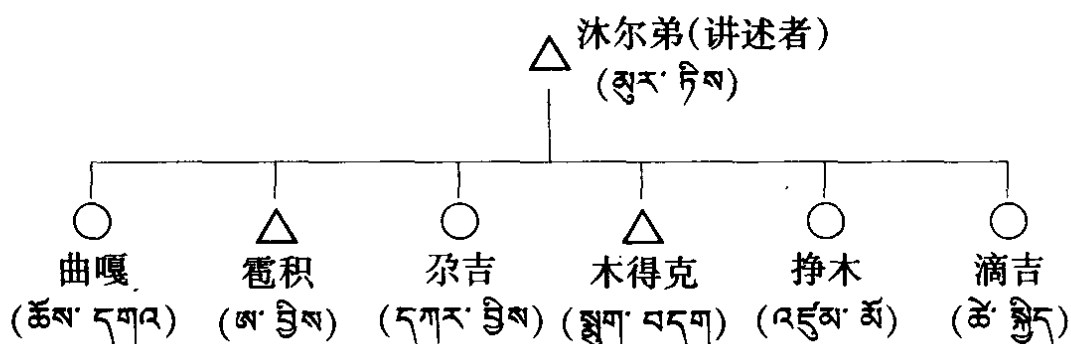 沐尔弟(讲述者)
(མུར་ ཏིས)
曲嘎 雹积 尕吉 木得克 挣木 滴吉
(ཆོས་ དགའ) (ཨ་ བྱིས) (དཀར་ བྱིས) (སྨྱག་ བདག) (འཛུམ་ མོ) (ཚེ་ སྐྱིད)